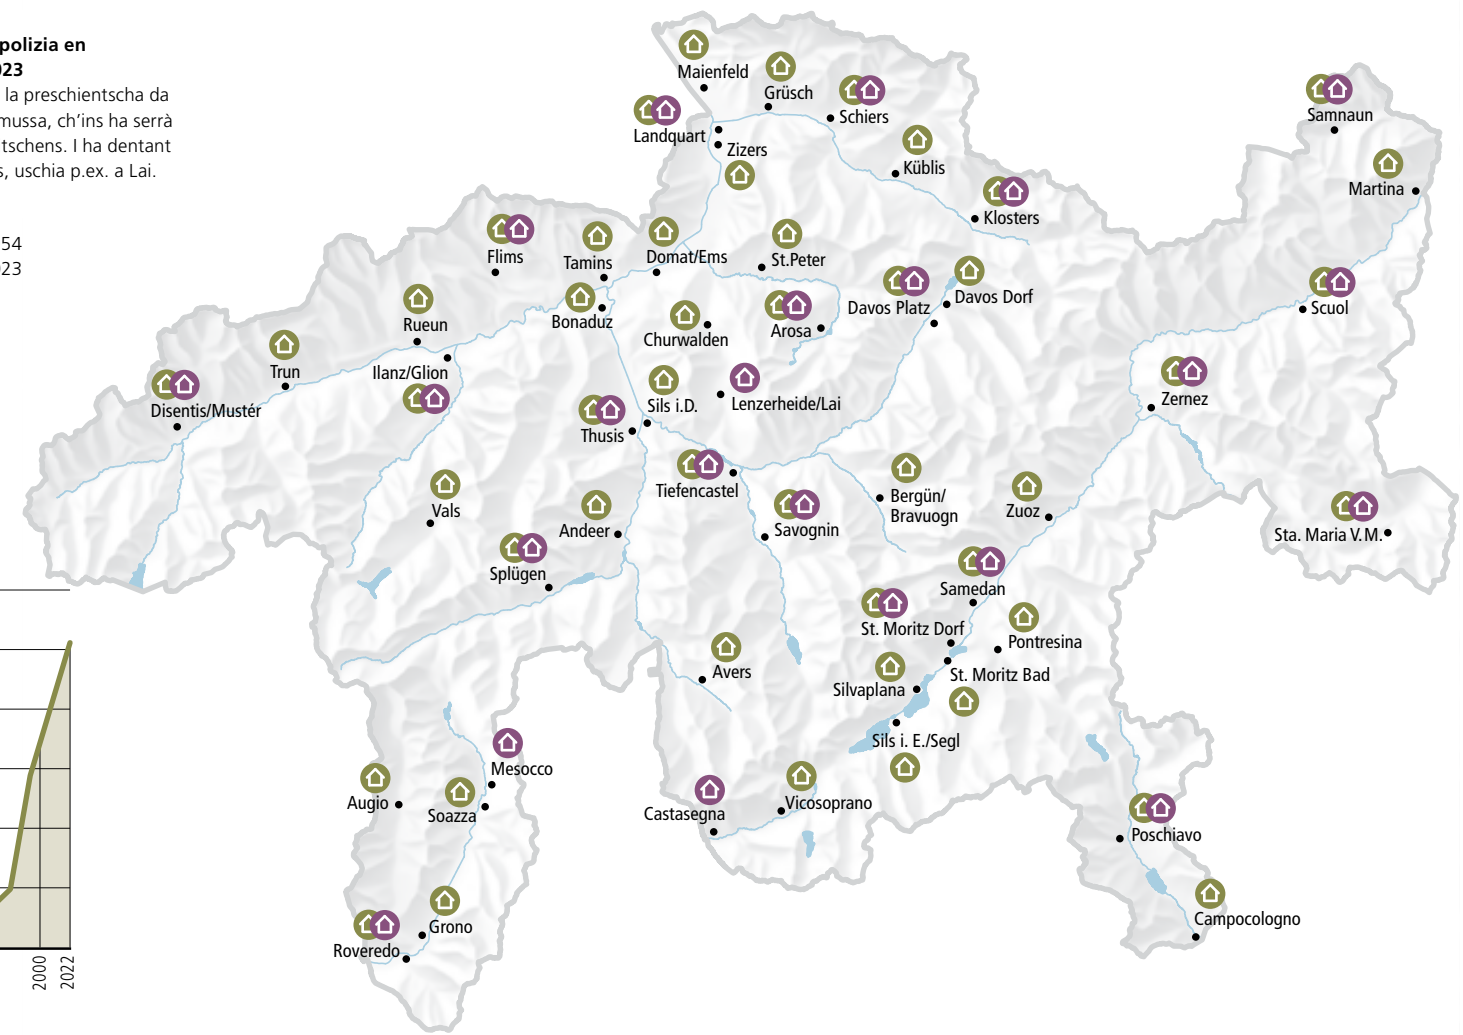 polizia en
023
la preschientscha da
mussa, ch'ins ha serrà
tschens. I ha dentant
s, uschia p.ex. a Lai.
54
023
2000
2022
Maienfeld
Grüsch
Schiers
Landquart
Zizers
Küblis
Klosters
Samnaun
Martina
Scuol
Flims
Tamins
Domat/Ems
St.Peter
Davos Platz
Davos Dorf
Rueun
Bonaduz
Churwalden
Arosa
Trun
Ilanz/Glion
Disentis/Mustér
Sils i.D.
Lenzerheide/Lai
Zernez
Thusis
Tiefencastel
Vals
Andeer
Savognin
Bergün/
Bravuogn
Zuoz
Sta. Maria V.M.
Splügen
Samedan
St. Moritz Dorf
Pontresina
Avers
Silvaplana
St. Moritz Bad
Sils i. E./Segl
Mesocco
Augio
Soazza
Castasegna
Vicosoprano
Poschiavo
Grono
Roveredo
Campocologno